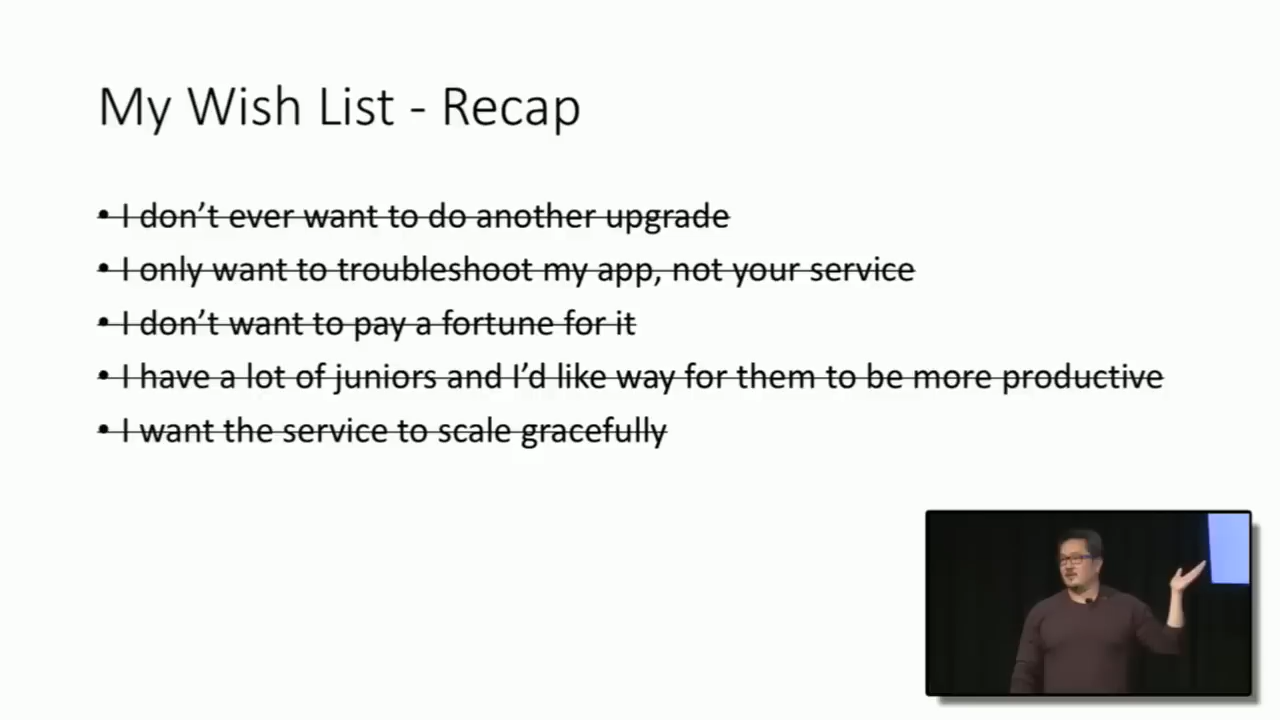 My Wish List - Recap
• I don’t ever want to do another upgrade
• I only want to troubleshoot my app, not your service
• I don’t want to pay a fortune for it
• I have a lot of juniors and I’d like way for them to be more productive
• I want the service to scale gracefully